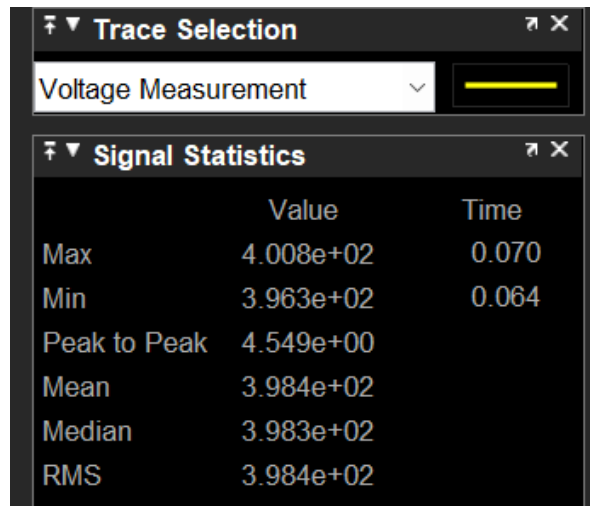 Trace Selection
Voltage Measurement
Signal Statistics
Value Time
Max 4.008e+02 0.070
Min 3.963e+02 0.064
Peak to Peak 4.549e+00
Mean 3.984e+02
Median 3.983e+02
RMS 3.984e+02